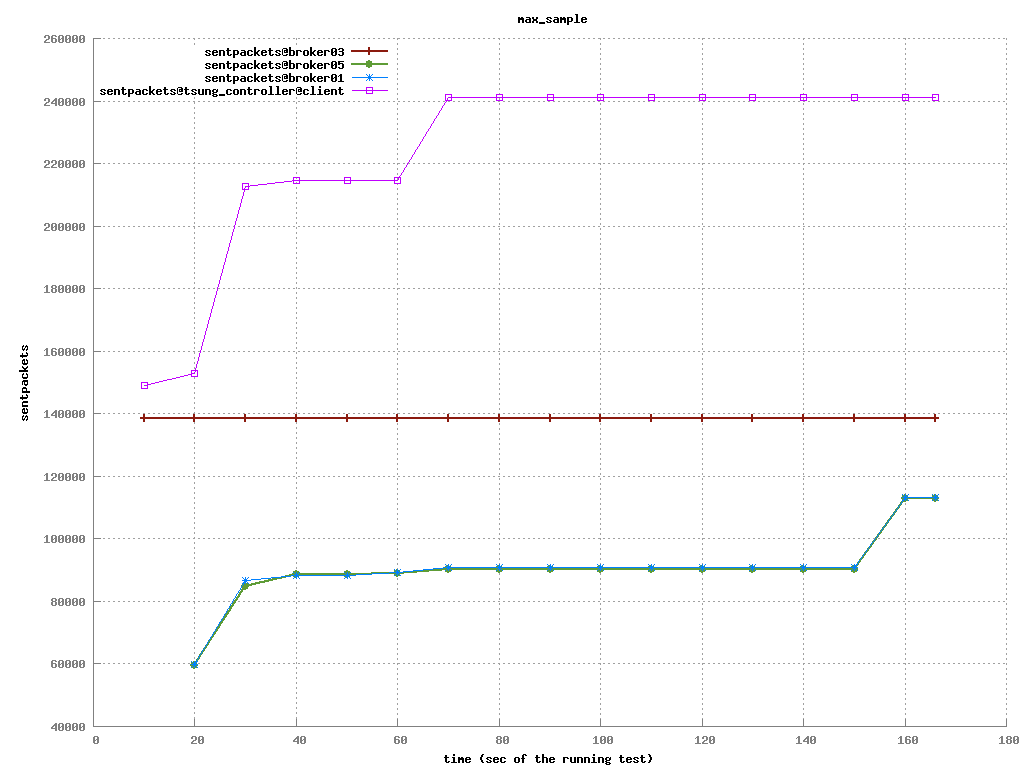 max_sample
sentpackets@broker03
sentpackets@broker05
sentpackets@broker01
sentpackets@tsung_controller@client
260000
240000
220000
200000
180000
160000
140000
120000
100000
80000
60000
40000
sentpackets
0 20 40 60 80 100 120 140 160 180
time (sec of the running test)